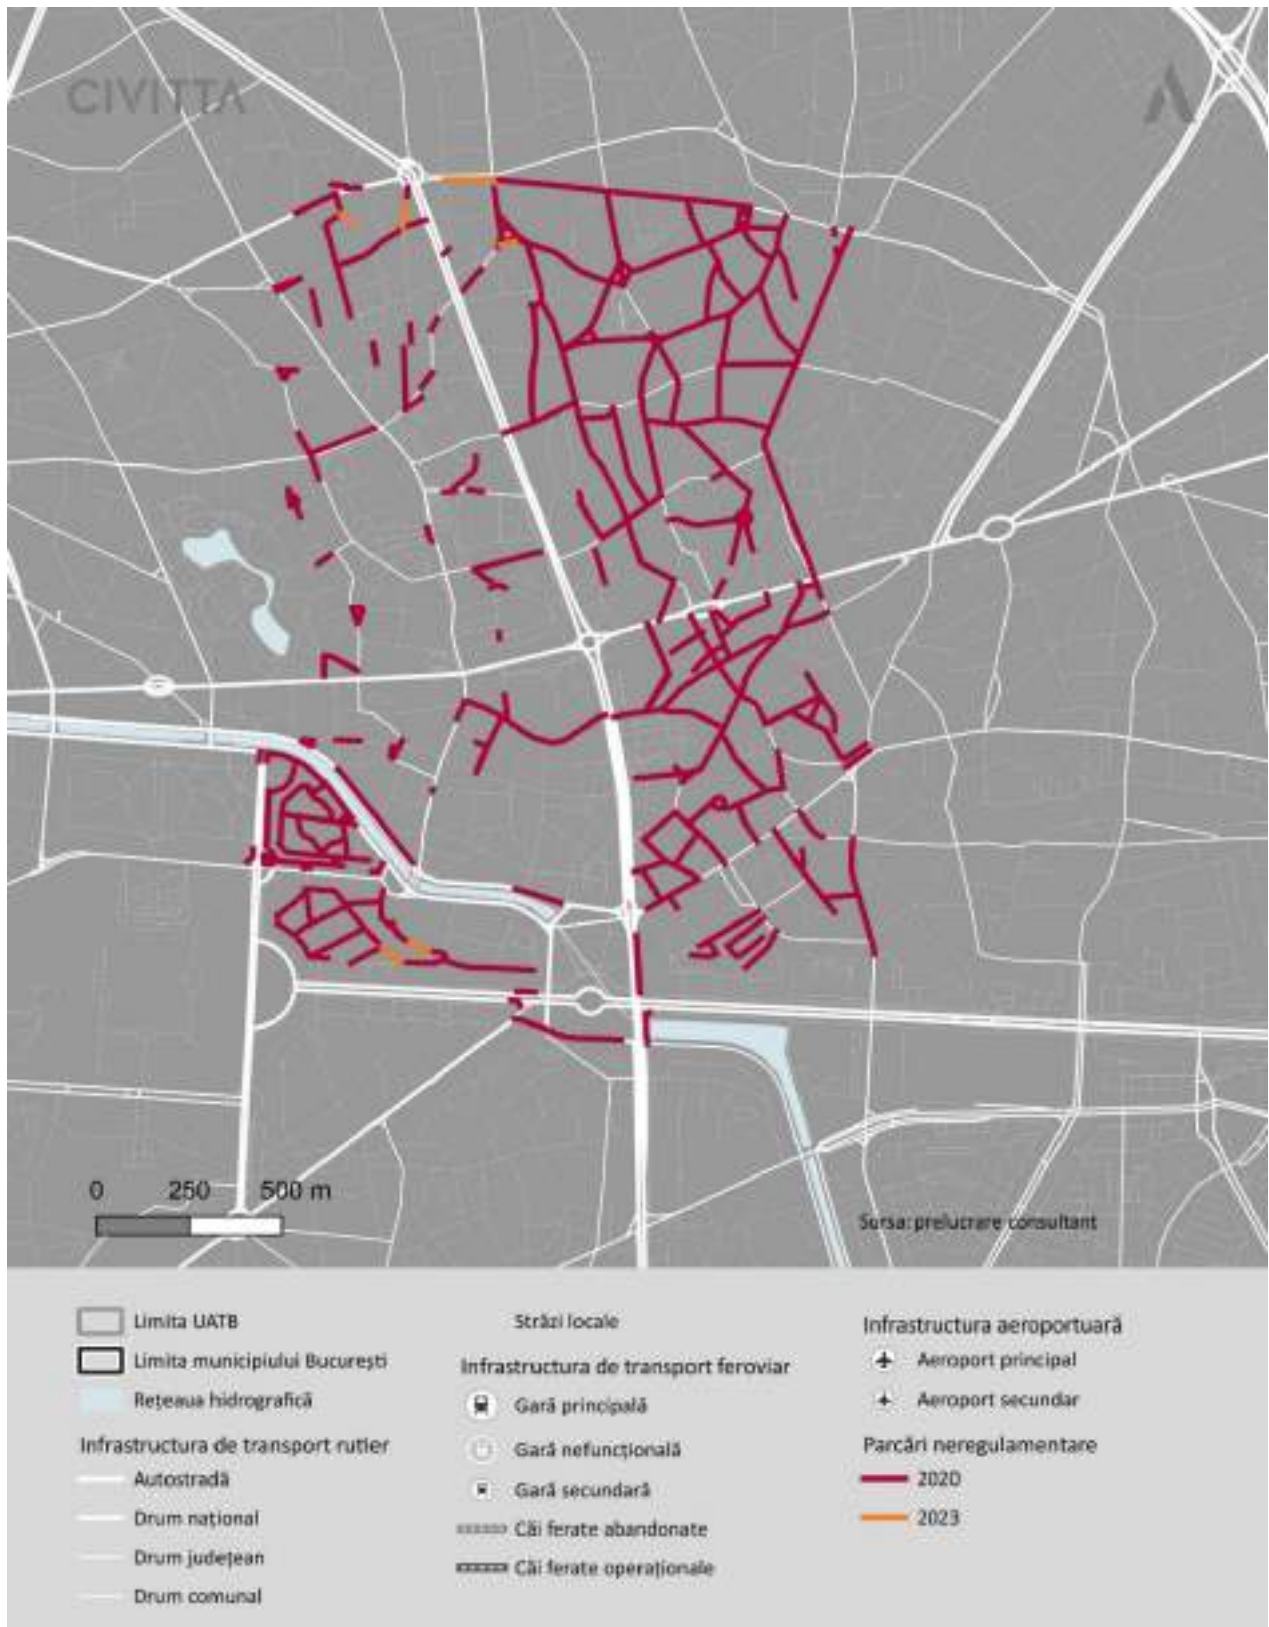 CIVITTA
0 250 500 m
Sursa: prelucrare consultant
Limita UATB
Limita municipiului București
Rețeaua hidrografică
Infrastructura de transport rutier
Autostradă
Drum național
Drum județean
Drum comunal
Străzi locale
Infrastructura de transport feroviar
Gară principală
Gară nefuncțională
Gară secundară
Căi ferate abandonate
Căi ferate operaționale
Infrastructura aeroportuară
Aeroport principal
Aeroport secundar
Parcări neregulamentare
2020
2023